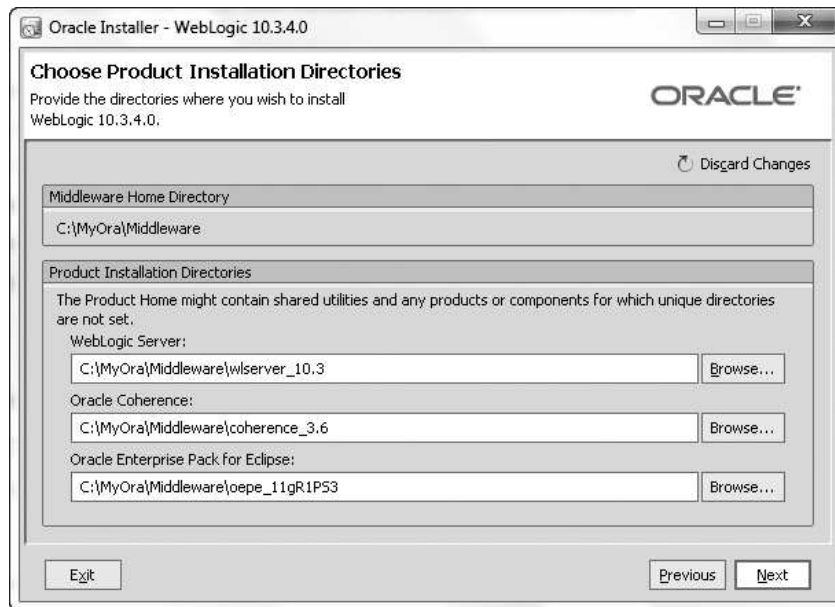 Oracle Installer - WebLogic 10.3.4.0
Choose Product Installation Directories
Provide the directories where you wish to install
WebLogic 10.3.4.0.
ORACLE
Discard Changes
Middleware Home Directory
C:\MyOra\Middleware
Product Installation Directories
The Product Home might contain shared utilities and any products or components for which unique directories
are not set.
WebLogic Server:
C:\MyOra\Middleware\wlserver_10.3
Browse...
Oracle Coherence:
C:\MyOra\Middleware\coherence_3.6
Browse...
Oracle Enterprise Pack for Eclipse:
C:\MyOra\Middleware\oepe_11gR1PS3
Browse...
Exit
Previous
Next